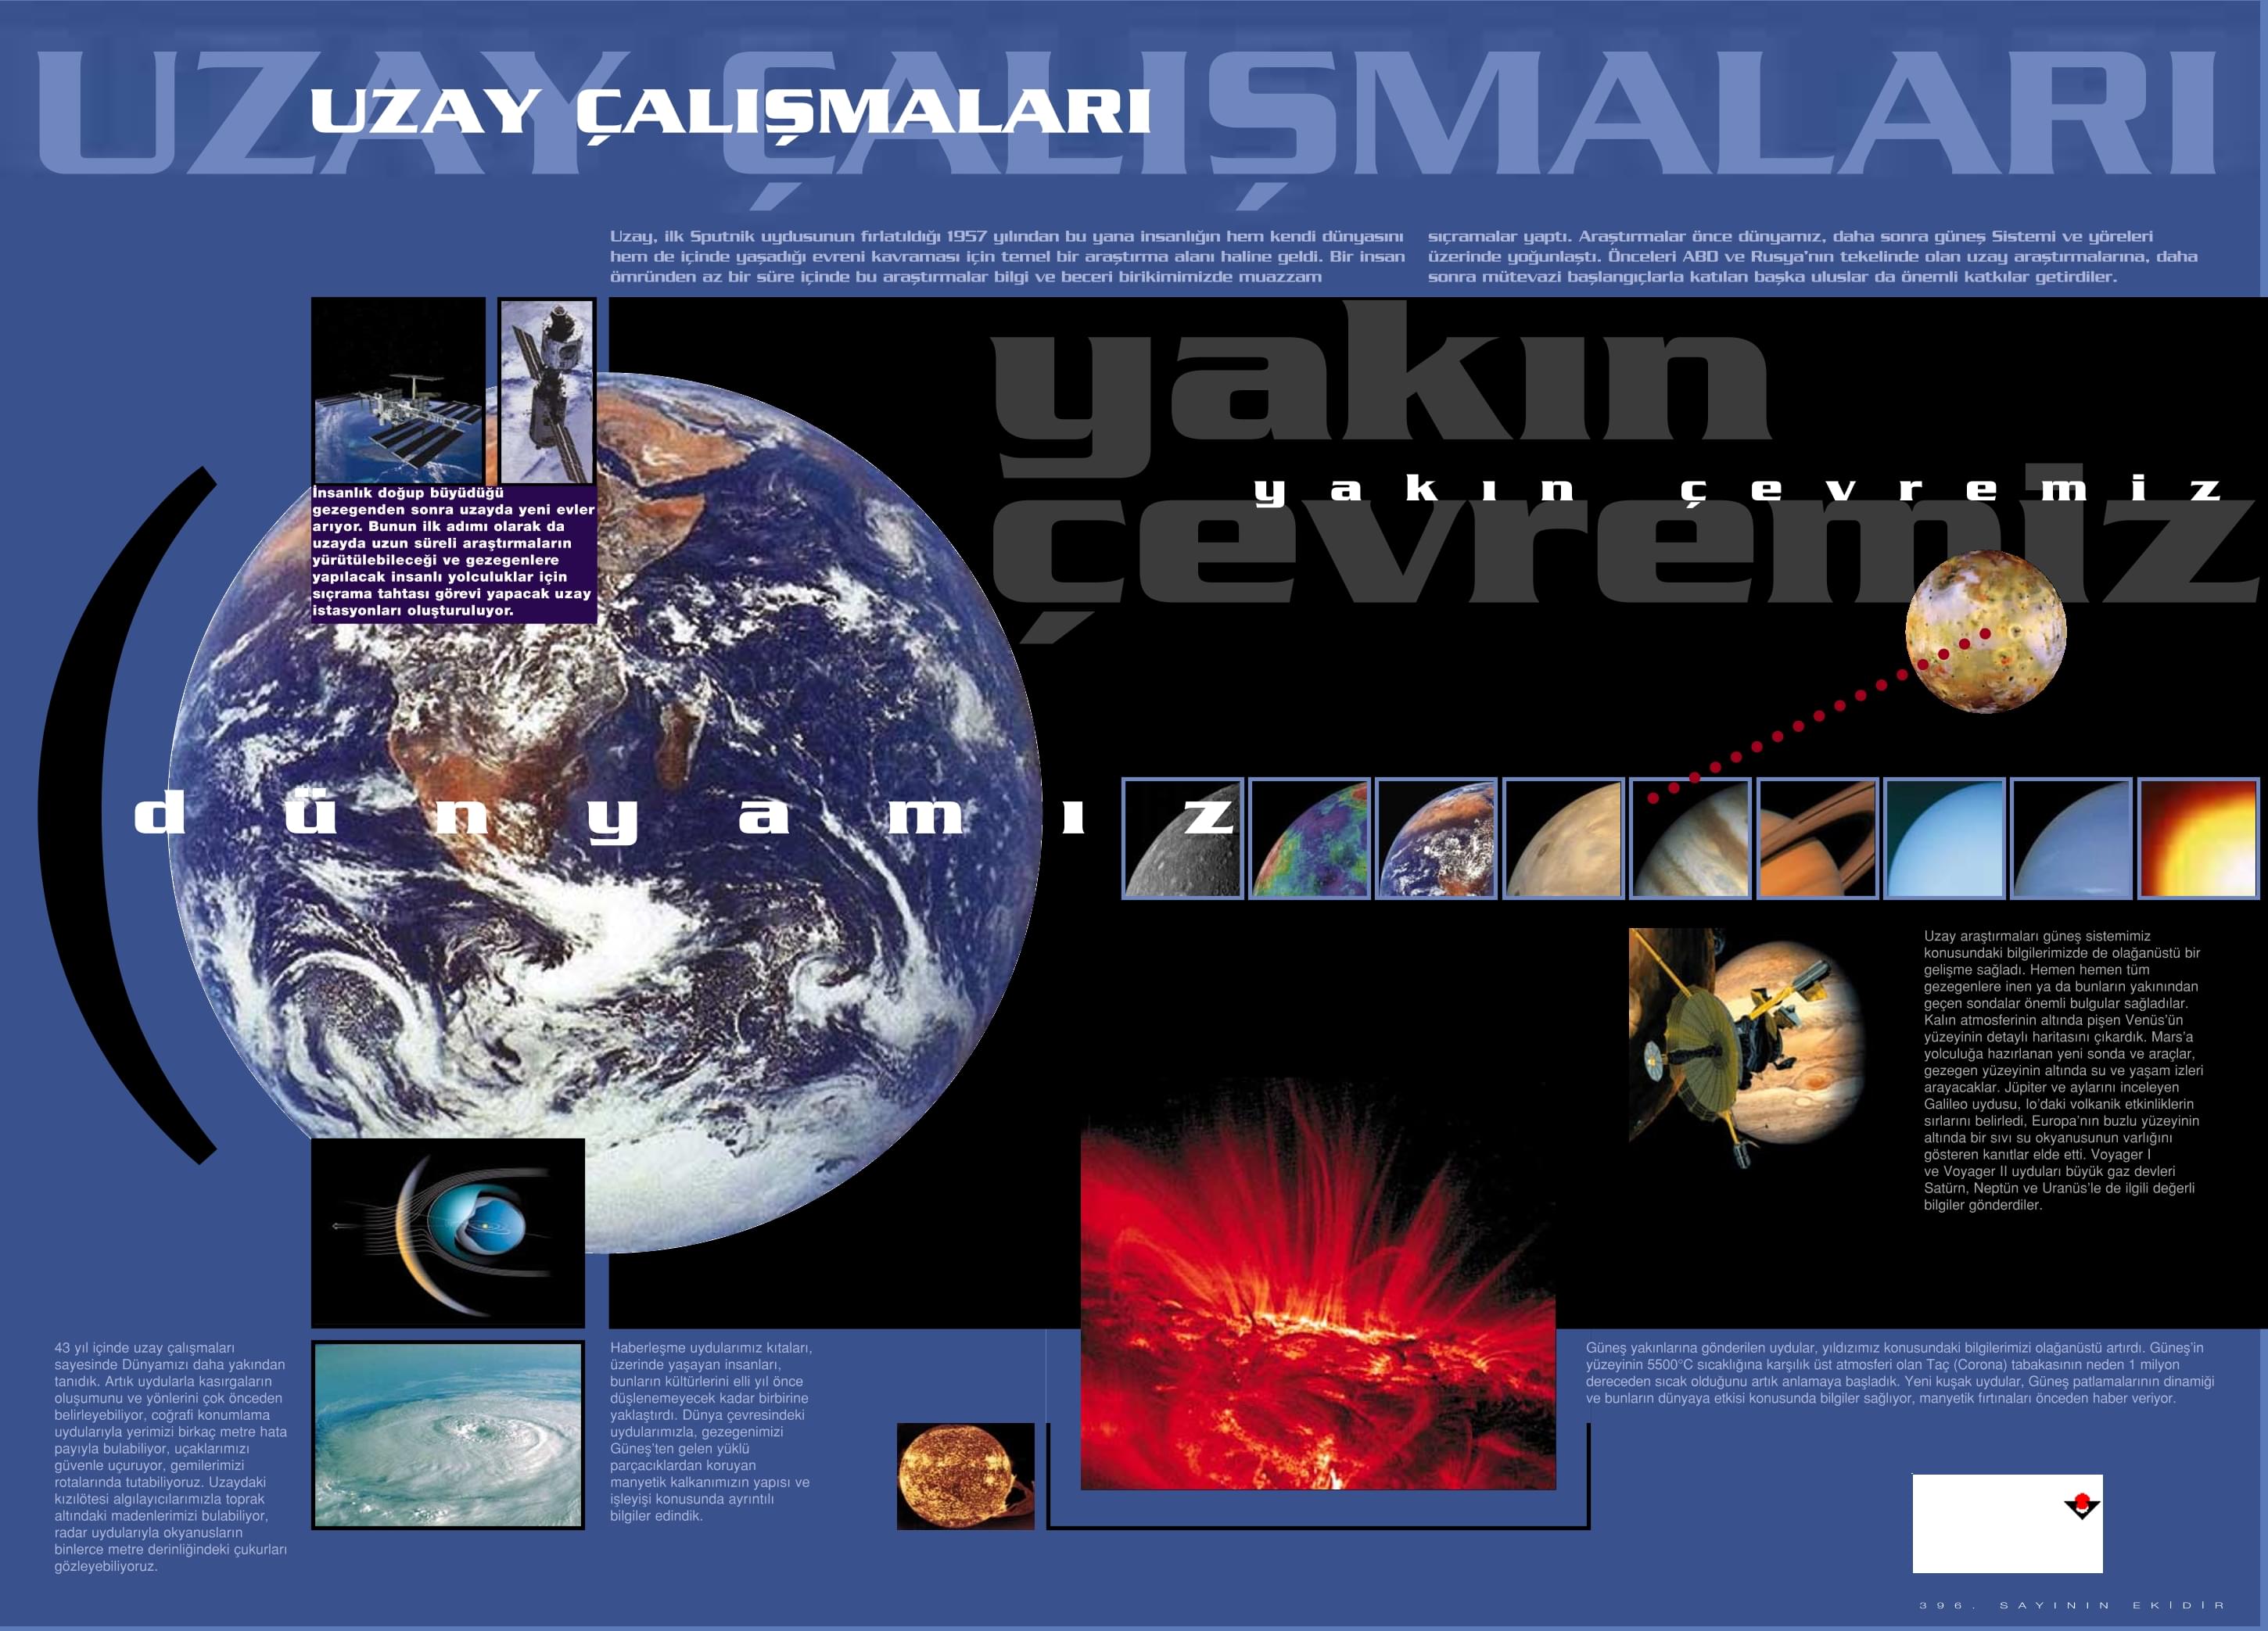 UZAY ÇALIŞMALARI
UZAY ÇALIŞMALARI
Uzay, ilk Sputnik uydusunun fırlatıldığı 1957 yılından bu yana insanlığın hem kendi dünyasını
hem de içinde yaşadığı evreni kavraması için temel bir araştırma alanı haline geldi. Bir insan
ömründen az bir süre içinde bu araştırmalar bilgi ve beceri birikimimizde muazzam
sıçramalar yaptı. Araştırmalar önce dünyamız, daha sonra güneş Sistemi ve yöreleri
üzerinde yoğunlaştı. Önceleri ABD ve Rusya'nın tekelinde olan uzay araştırmalarına, daha
sonra mütevazi başlangıçlarla katılan başka uluslar da önemli katkılar getirdiler.
yakın
çevremiz
yakın çevremiz
İnsanlık doğup büyüdüğü
gezegenden sonra uzayda yeni evler
arıyor. Bunun ilk adımı olarak da
uzayda uzun süreli araştırmaların
yürütülebileceği ve gezegenlere
yapılacak insanlı yolculuklar için
sıçrama tahtası görevi yapacak uzay
istasyonları oluşturuluyor.
(
dünyamız
Uzay araştırmaları güneş sistemimiz
konusundaki bilgilerimizde de olağanüstü bir
gelişme sağladı. Hemen hemen tüm
gezegenlere inen ya da bunların yakınından
geçen sondalar önemli bulgular sağladılar.
Kalın atmosferinin altında pişen Venüs'ün
yüzeyinin detaylı haritasını çıkardık. Mars'a
yolculuğa hazırlanan yeni sonda ve araçlar,
gezegen yüzeyinin altında su ve yaşam izleri
arayacaklar. Jüpiter ve aylarını inceleyen
Galileo uydusu, Io'daki volkanik etkinliklerin
sırlarını belirledi, Europa'nın buzlu yüzeyinin
altında bir sıvı su okyanusunun varlığını
gösteren kanıtlar elde etti. Voyager I
ve Voyager II uyduları büyük gaz devleri
Satürn, Neptün ve Uranüs'le de ilgili değerli
bilgiler gönderdiler.
43 yıl içinde uzay çalışmaları
sayesinde Dünyamızı daha yakından
tanıdık. Artık uydularla kasırgaların
oluşumunu ve yönlerini çok önceden
belirleyebiliyor, coğrafi konumlama
uydularıyla yerimizi birkaç metre hata
payıyla bulabiliyor, uçaklarımızı
güvenle uçuruyor, gemilerimizi
rotalarında tutabiliyoruz. Uzaydaki
kızılötesi algılayıcılarımızla toprak
altındaki madenlerimizi bulabiliyor,
radar uydularıyla okyanusların
binlerce metre derinliğindeki çukurları
gözleyebiliyoruz.
Haberleşme uydularımız kıtaları,
üzerinde yaşayan insanları,
bunların kültürlerini elli yıl önce
düşlenemeyecek kadar birbirine
yaklaştırdı. Dünya çevresindeki
uydularımızla, gezegenimizi
Güneş'ten gelen yüklü
parçacıklardan koruyan
manyetik kalkanımızın yapısı ve
işleyişi konusunda ayrıntılı
bilgiler edindik.
Güneş yakınlarına gönderilen uydular, yıldızımız konusundaki bilgilerimizi olağanüstü artırdı. Güneş'in
yüzeyinin 5500°C sıcaklığına karşılık üst atmosferi olan Taç (Corona) tabakasının neden 1 milyon
dereceden sıcak olduğunu artık anlamaya başladık. Yeni kuşak uydular, Güneş patlamalarının dinamiği
ve bunların dünyaya etkisi konusunda bilgiler sağlıyor, manyetik fırtınaları önceden haber veriyor.
396. SAYININ EKİDİR